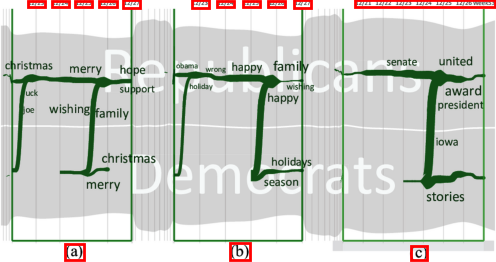 12/21 12/22 12/23 12/24 12/25 12/26
christmas merry hope
obama wrong happy family
senate united
support
holiday wishing
award
Republicans
joe wishing family
happy
president
iowa
christmas
holidays
merry
Democrats
season
stories
(a) (b) c